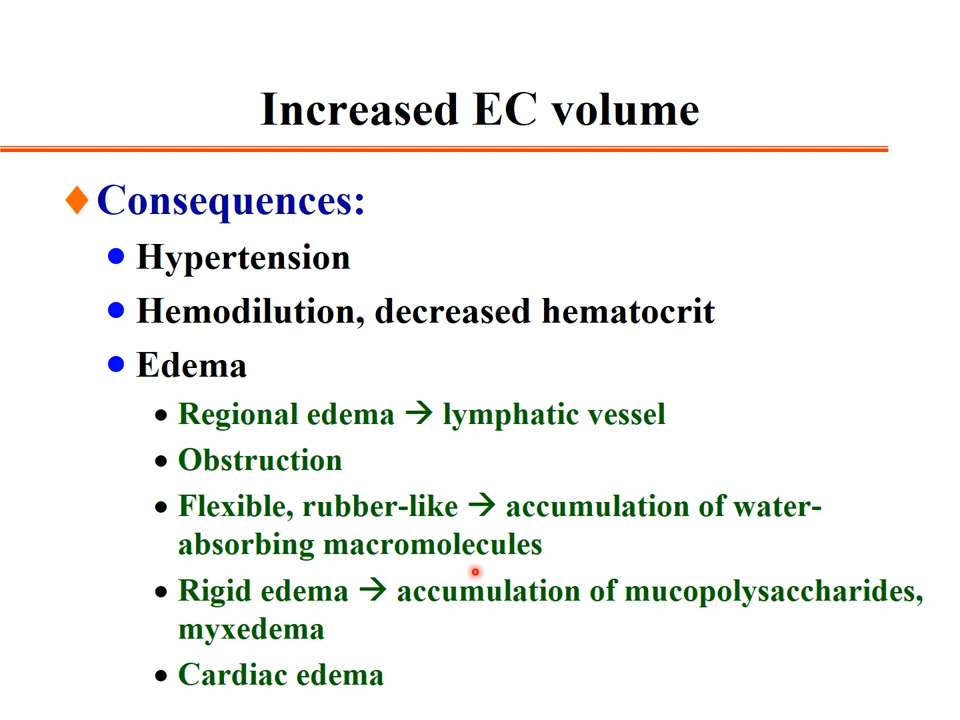 Increased EC volume
Consequences:
Hypertension
Hemodilution, decreased hematocrit
Edema
Regional edema → lymphatic vessel
Obstruction
Flexible, rubber-like → accumulation of water-
absorbing macromolecules
Rigid edema → accumulation of mucopolysaccharides,
myxedema
Cardiac edema